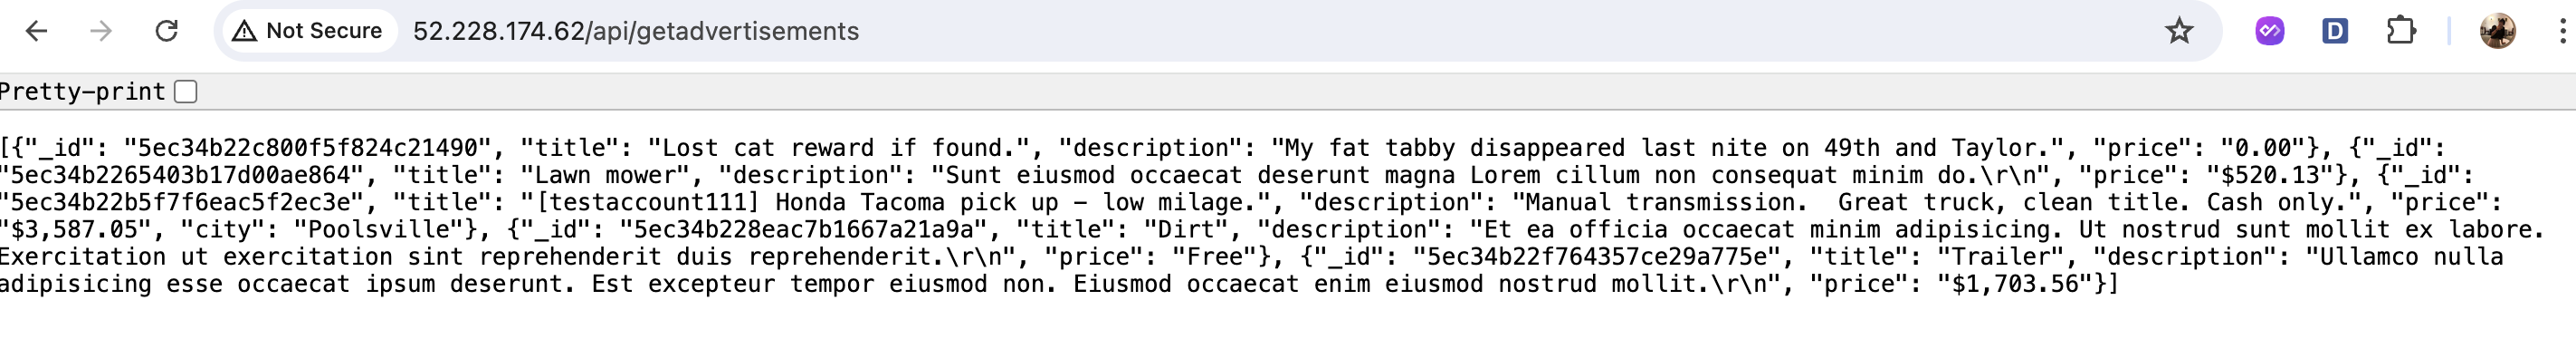 Not Secure 52.228.174.62/api/getadvertisements D
Pretty-print
[{"_id": "5ec34b22c800f5f824c21490", "title": "Lost cat reward if found.", "description": "My fat tabby disappeared last nite on 49th and Taylor.", "price": "0.00"}, {"_id":
"5ec34b2265403b17d00ae864", "title": "Lawn mower", "description": "Sunt eiusmod occaecat deserunt magna Lorem cillum non consequat minim do.\r\n", "price": "$520.13"}, {"_id":
"5ec34b22b5f7f6eac5f2ec3e", "title": "[testaccount111] Honda Tacoma pick up - low milage.", "description": "Manual transmission.  Great truck, clean title. Cash only.", "price":
"$3,587.05", "city": "Poolsville"}, {"_id": "5ec34b228eac7b1667a21a9a", "title": "Dirt", "description": "Et ea officia occaecat minim adipisicing. Ut nostrud sunt mollit ex labore.
Exercitation ut exercitation sint reprehenderit duis reprehenderit.\r\n", "price": "Free"}, {"_id": "5ec34b22f764357ce29a775e", "title": "Trailer", "description": "Ullamco nulla
adipisicing esse occaecat ipsum deserunt. Est excepteur tempor eiusmod non. Eiusmod occaecat enim eiusmod nostrud mollit.\r\n", "price": "$1,703.56"}]